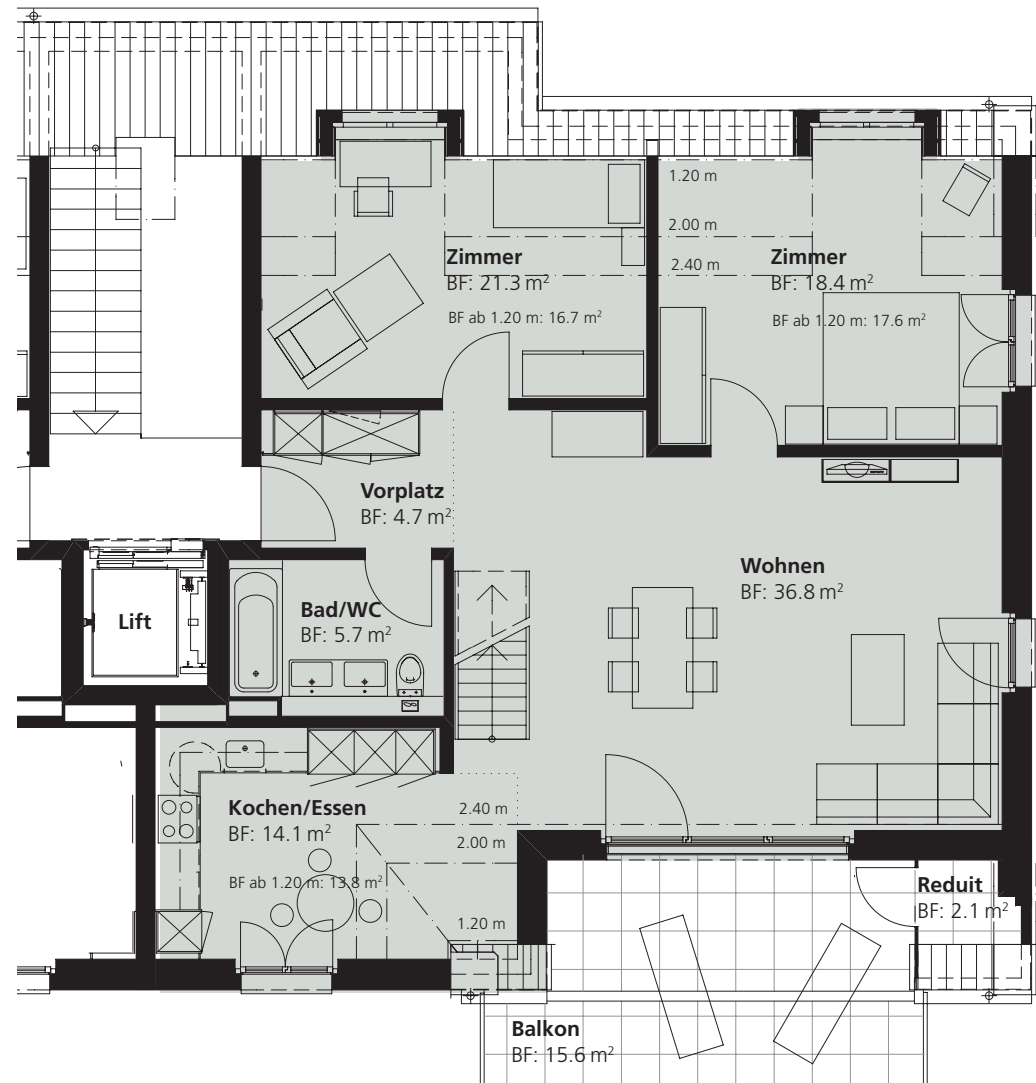 1.20 m
2.00 m
2.40 m
Zimmer
BF: 21.3 m²
BF ab 1.20 m: 16.7 m²
Zimmer
BF: 18.4 m²
BF ab 1.20 m: 17.6 m²
Vorplatz
BF: 4.7 m²
Wohnen
BF: 36.8 m²
Lift
Bad/WC
BF: 5.7 m²
Kochen/Essen
BF: 14.1 m²
BF ab 1.20 m: 13.8 m²
2.40 m
2.00 m
1.20 m
Reduit
BF: 2.1 m²
Balkon
BF: 15.6 m²